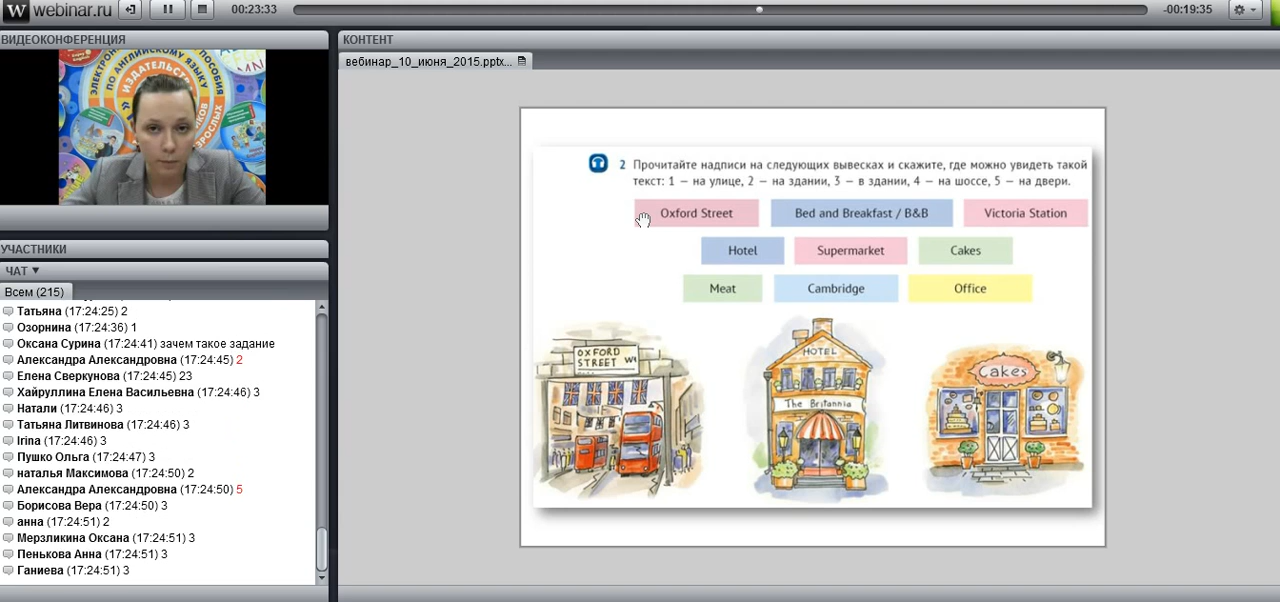 W webinar.ru
00:23:33
-00:19:35
ВИДЕОКОНФЕРЕНЦИЯ
ЭЛЕКТРОН
ПО АНГЛИЙСКОМУ ЯЗЫКУ
ПОСОБИЯ
ИЗДАТЕЛЬСТВ
УЧАСТНИКИ
ЧАТ ▼
Всем (215)
Татьяна (17:24:25) 2
Озорнина (17:24:36) 1
Оксана Сурина (17:24:41) зачем такое задание
Александра Александровна (17:24:45) 2
Елена Сверкунова (17:24:45) 23
Хайруллина Елена Васильевна (17:24:46) 3
Натали (17:24:46) 3
Татьяна Литвинова (17:24:46) 3
Irina (17:24:46) 3
Пушко Ольга (17:24:47) 3
наталья Максимова (17:24:50) 2
Александра Александровна (17:24:50) 5
Борисова Вера (17:24:50) 3
анна (17:24:51) 2
Мерзликина Оксана (17:24:51) 3
Пенькова Анна (17:24:51) 3
Ганиева (17:24:51) 3
КОНТЕНТ
вебинар_10_июня_2015.pptx...
2 Прочитайте надписи на следующих вывесках и скажите, где можно увидеть такой
текст: 1 — на улице, 2 — на здании, 3 — в здании, 4 — на шоссе, 5 — на двери.
Oxford Street Bed and Breakfast / B&B Victoria Station
Hotel Supermarket Cakes
Meat Cambridge Office
OXFORD
STREET W1
HOTEL
The Britannia
Cakes